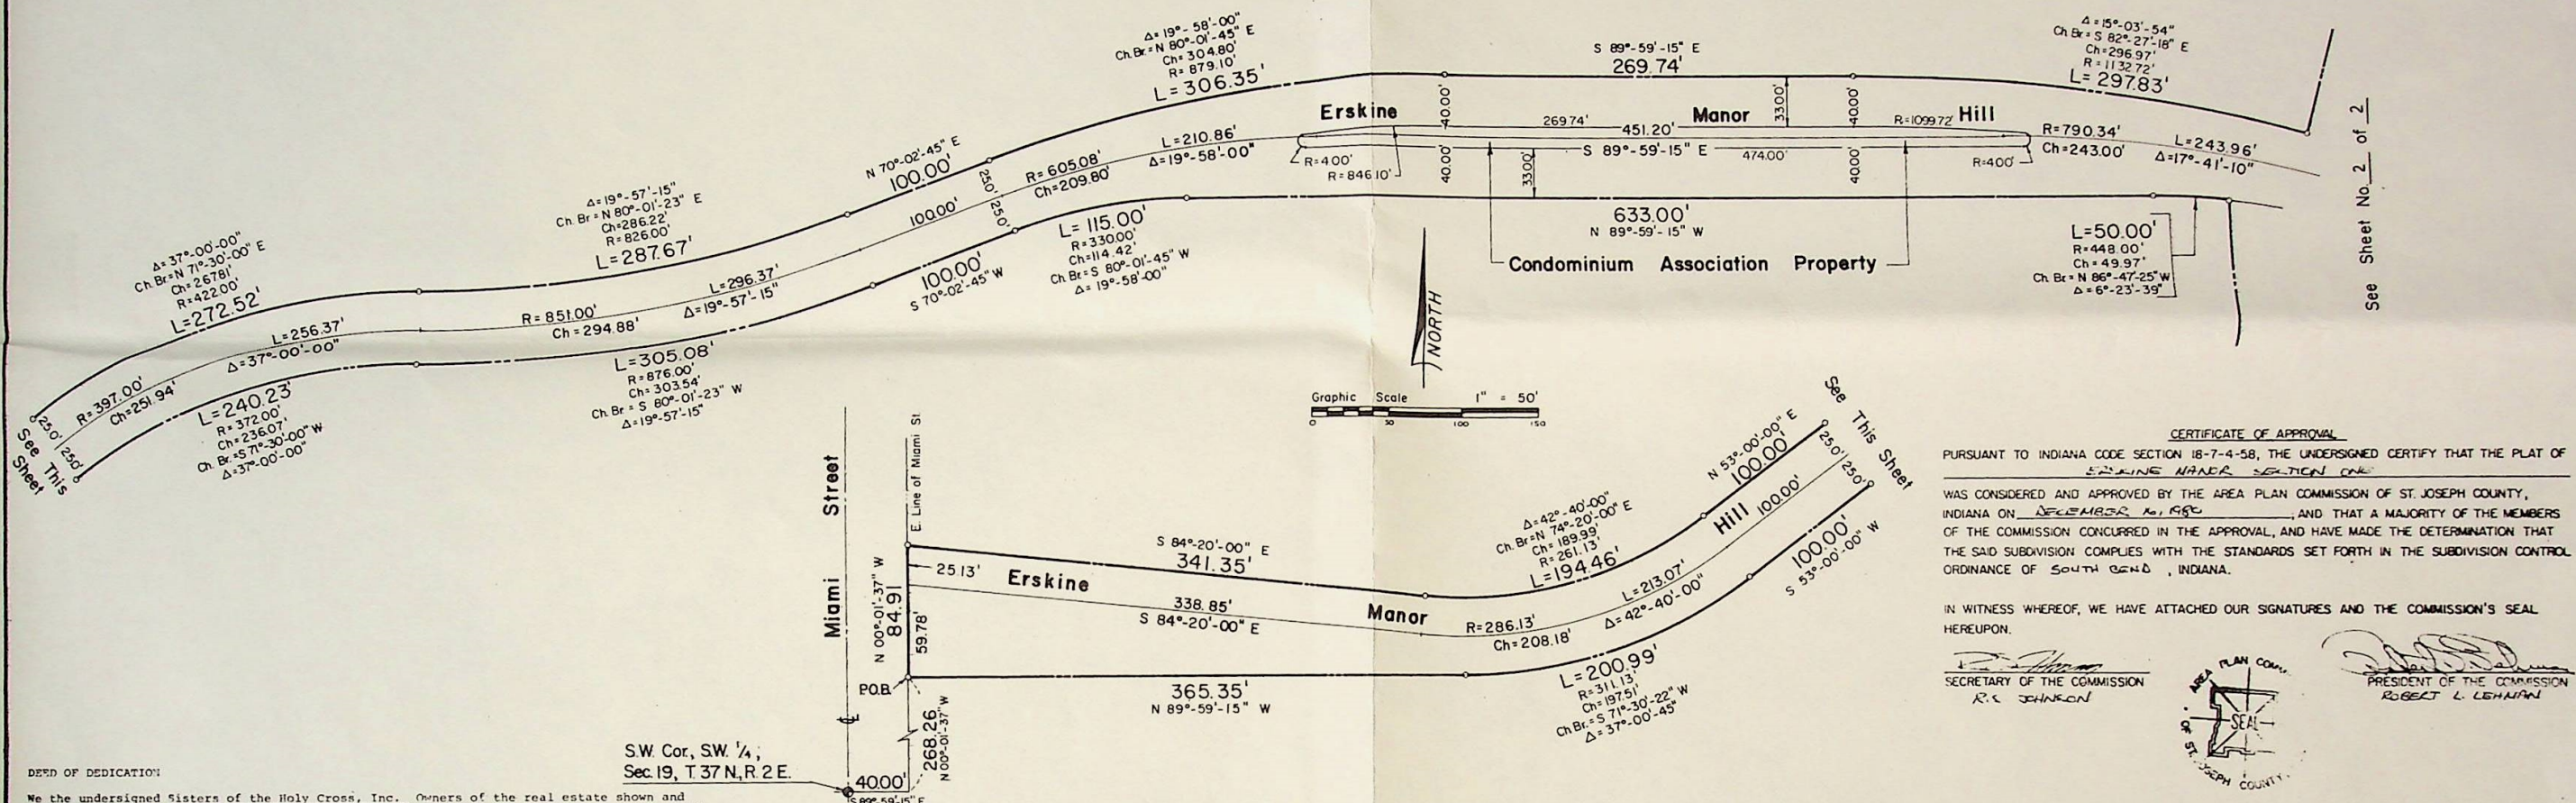 Δ=37°-00'-00"
Ch.Br.=N 71°-30'-00" E
Ch=267.81'
R=422.00'
L=272.52'
Δ=19°-57'-15"
Ch. Br = N 80°-01'-23" E
Ch=286.22'
R=826.00'
L=287.67'
N 70°-02'-45" E
100.00'
Δ=19°-58'-00"
Ch.Br.=N 80°-01'-45" E
Ch=304.80'
R=879.10'
L=306.35'
S 89°-59'-15" E
269.74'
Δ=15°-03'-54"
Ch Br.= S 82°-27'-18" E
Ch=296.97'
R=1132.72'
L=297.83'
Erskine Manor Hill
40.00'
33.00'
40.00'
269.74'
R=1099.72'
451.20'
S 89°-59'-15" E
474.00'
R=4.00'
R=846.10'
40.00'
33.00'
40.00'
R=4.00'
R=790.34'
Ch=243.00'
L=243.96'
Δ=17°-41'-10"
L=210.86'
Δ=19°-58'-00"
R=605.08'
Ch=209.80'
250'
250'
100.00'
L=296.37'
Δ=19°-57'-15"
R=851.00'
Ch=294.88'
L=256.37'
Δ=37°-00'-00"
R=397.00'
Ch=251.94'
250'
250'
See This
Sheet
L=240.23'
R=372.00'
Ch=236.07'
Ch. Br.=S 71°-30'-00" W
Δ=37°-00'-00"
L=305.08'
R=876.00'
Ch=303.54'
Ch. Br = S 80°-01'-23" W
Δ=19°-57'-15"
100.00'
S 70°-02'-45" W
L=115.00'
R=330.00'
Ch=114.42'
Ch. Br=S 80°-01'-45" W
Δ=19°-58'-00"
633.00'
N 89°-59'-15" W
Condominium Association Property
L=50.00'
R=448.00'
Ch=49.97'
Ch Br= N 86°-47'-25" W
Δ=6°-23'-39"
See Sheet No. 2 of 2
NORTH
Graphic Scale 1" = 50'
0 50 100 150
Miami Street
E. Line of Miami St.
N 00°-01'-37" W
84.91
59.78'
25.13'
S 84°-20'-00" E
341.35'
Erskine Manor Hill
338.85'
S 84°-20'-00" E
Δ=42°-40'-00"
Ch.Br=N 74°-20'-00" E
Ch=189.99'
R=261.13'
L=194.46'
N 53°-00'-00" E
100.00'
See This Sheet
250'
250'
100.00'
100.00'
S 53°-00'-00" W
L=213.07'
Δ=42°-40'-00"
R=286.13'
Ch=208.18'
L=200.99'
R=311.13'
Ch=197.51'
Ch Br.=S 71°-30'-22" W
Δ=37°-00'-45"
P.O.B.
365.35'
N 89°-59'-15" W
268.26
N 00°-01'-37" W
S.W. Cor., S.W. 1/4,
Sec. 19, T. 37 N., R. 2 E.
40.00'
S 89°-59'-15" E
DEED OF DEDICATION
We the undersigned Sisters of the Holy Cross, Inc. Owners of the real estate shown and
CERTIFICATE OF APPROVAL
PURSUANT TO INDIANA CODE SECTION 18-7-4-58, THE UNDERSIGNED CERTIFY THAT THE PLAT OF
ERSKINE MANOR SECTION ONE
WAS CONSIDERED AND APPROVED BY THE AREA PLAN COMMISSION OF ST. JOSEPH COUNTY,
INDIANA ON DECEMBER 16, 1980, AND THAT A MAJORITY OF THE MEMBERS
OF THE COMMISSION CONCURRED IN THE APPROVAL, AND HAVE MADE THE DETERMINATION THAT
THE SAID SUBDIVISION COMPLIES WITH THE STANDARDS SET FORTH IN THE SUBDIVISION CONTROL
ORDINANCE OF SOUTH BEND, INDIANA.
IN WITNESS WHEREOF, WE HAVE ATTACHED OUR SIGNATURES AND THE COMMISSION'S SEAL
HEREUPON.
SECRETARY OF THE COMMISSION
JOHNSON
PRESIDENT OF THE COMMISSION
ROBERT L. LEHMAN
AREA PLAN COMM.
OF ST. JOSEPH COUNTY
SEAL